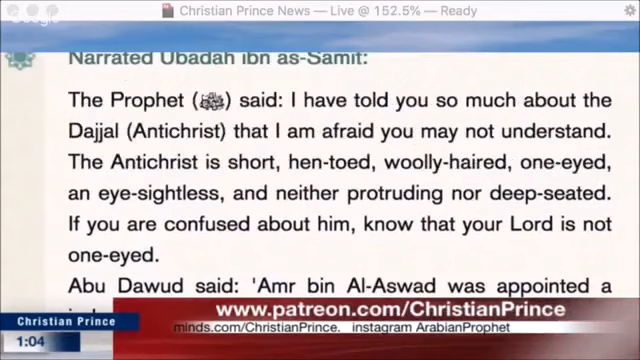 Christian Prince News — Live @ 152.5% — Ready
Google
Narrated Ubadah ibn as-Samit:
The Prophet (ﷺ) said: I have told you so much about the
Dajjal (Antichrist) that I am afraid you may not understand.
The Antichrist is short, hen-toed, woolly-haired, one-eyed,
an eye-sightless, and neither protruding nor deep-seated.
If you are confused about him, know that your Lord is not
one-eyed.
Abu Dawud said: 'Amr bin Al-Aswad was appointed a
www.patreon.com/ChristianPrince
Christian Prince
minds.com/ChristianPrince. instagram ArabianProphet
1:04